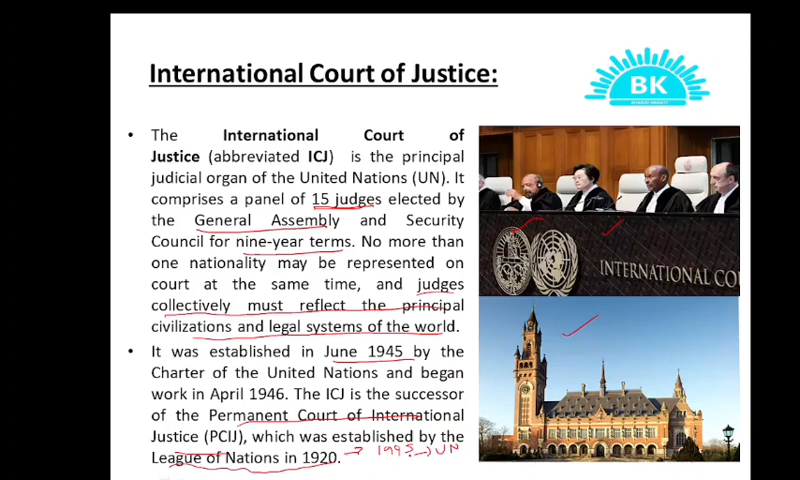 International Court of Justice:
BK
• The International Court of
Justice (abbreviated ICJ) is the principal
judicial organ of the United Nations (UN). It
comprises a panel of 15 judges elected by
the General Assembly and Security
Council for nine-year terms. No more than
one nationality may be represented on
court at the same time, and judges
collectively must reflect the principal
civilizations and legal systems of the world.
• It was established in June 1945 by the
Charter of the United Nations and began
work in April 1946. The ICJ is the successor
of the Permanent Court of International
Justice (PCIJ), which was established by the
League of Nations in 1920. → 1945 → UN
INTERNATIONAL CO